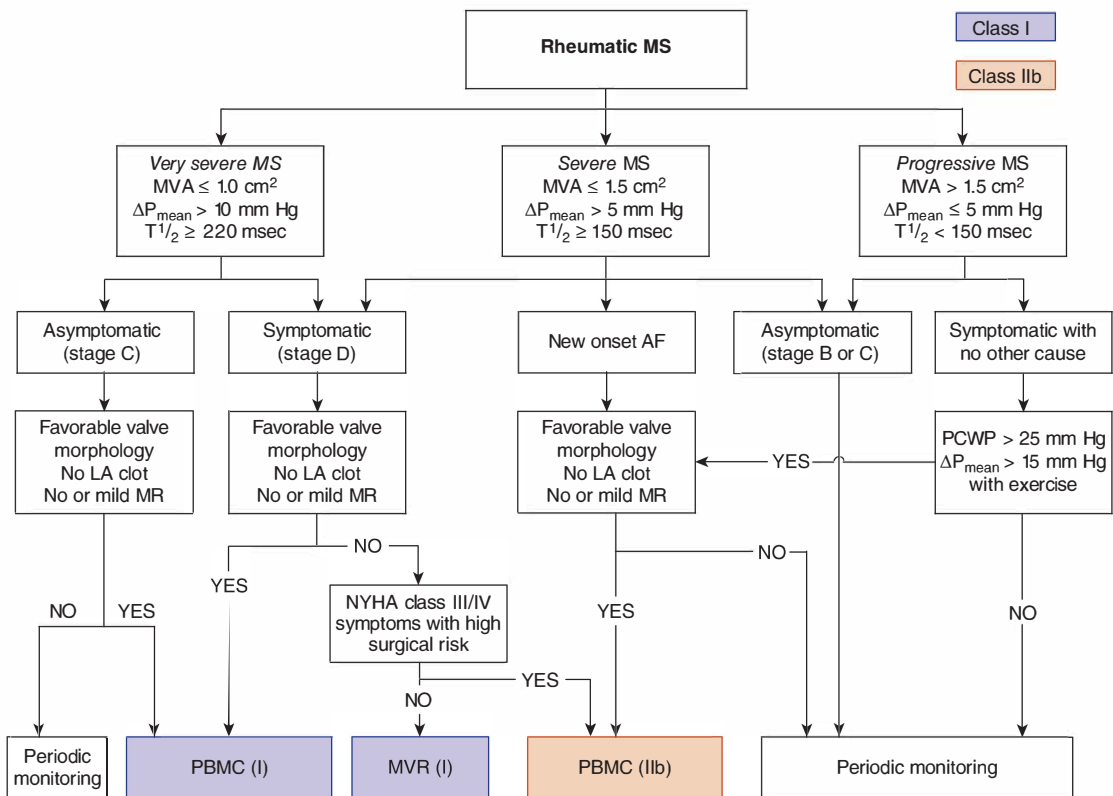 Rheumatic MS
Class I
Class IIb
Very severe MS
MVA ≤ 1.0 cm²
ΔPmean > 10 mm Hg
T1/2 ≥ 220 msec
Severe MS
MVA ≤ 1.5 cm²
ΔPmean > 5 mm Hg
T1/2 ≥ 150 msec
Progressive MS
MVA > 1.5 cm²
ΔPmean ≤ 5 mm Hg
T1/2 < 150 msec
Asymptomatic
(stage C)
Symptomatic
(stage D)
New onset AF
Asymptomatic
(stage B or C)
Symptomatic with
no other cause
Favorable valve
morphology
No LA clot
No or mild MR
Favorable valve
morphology
No LA clot
No or mild MR
Favorable valve
morphology
No LA clot
No or mild MR
YES
PCWP > 25 mm Hg
ΔPmean > 15 mm Hg
with exercise
NO
YES
YES
NO
NYHA class III/IV
symptoms with high
surgical risk
YES
NO
YES
NO
NO
Periodic
monitoring
PBMC (I)
MVR (I)
PBMC (IIb)
Periodic monitoring